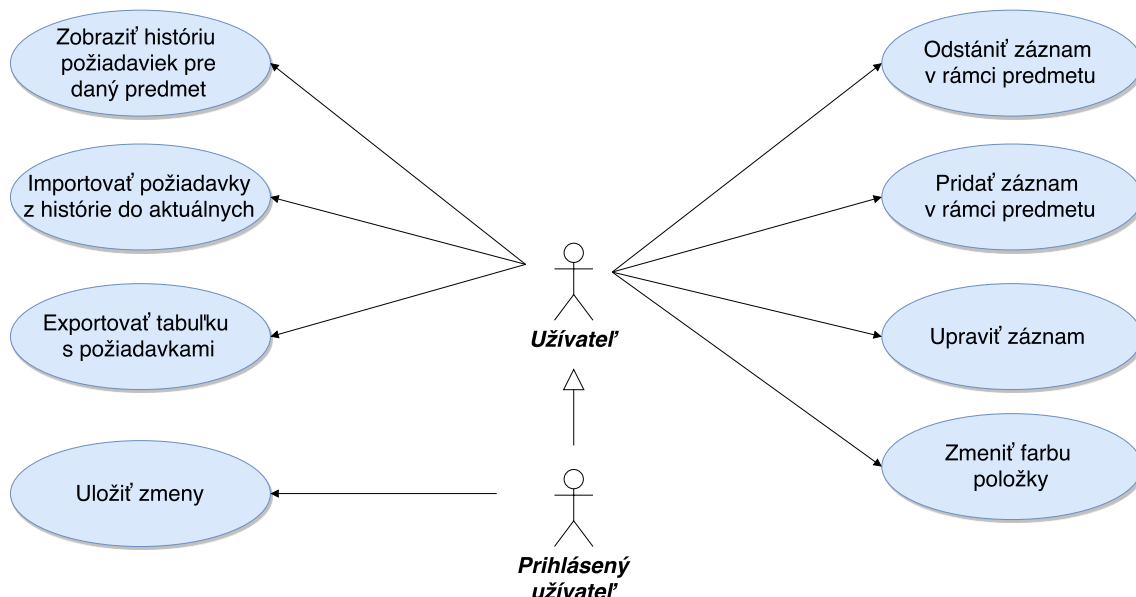 Zobraziť históriu
požiadaviek pre
daný predmet
Importovať požiadavky
z histórie do aktuálnych
Exportovať tabuľku
s požiadavkami
Uložiť zmeny
Užívateľ
Prihlásený
užívateľ
Odstániť záznam
v rámci predmetu
Pridať záznam
v rámci predmetu
Upraviť záznam
Zmeniť farbu
položky